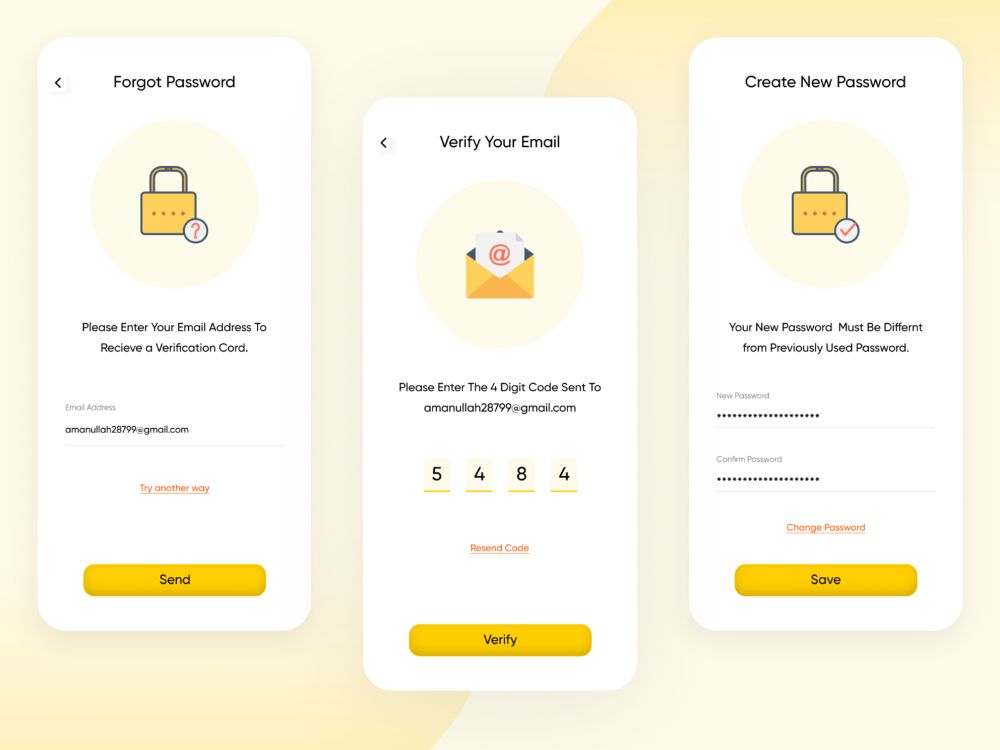 Forgot Password
Please Enter Your Email Address To
Recieve a Verification Cord.
Email Address
amanullah28799@gmail.com
Try another way
Send
Verify Your Email
@
Please Enter The 4 Digit Code Sent To
amanullah28799@gmail.com
5 4 8 4
Resend Code
Verify
Create New Password
Your New Password  Must Be Differnt
from Previously Used Password.
New Password
••••••••••••••••••••
Confirm Password
••••••••••••••••••••
Change Password
Save